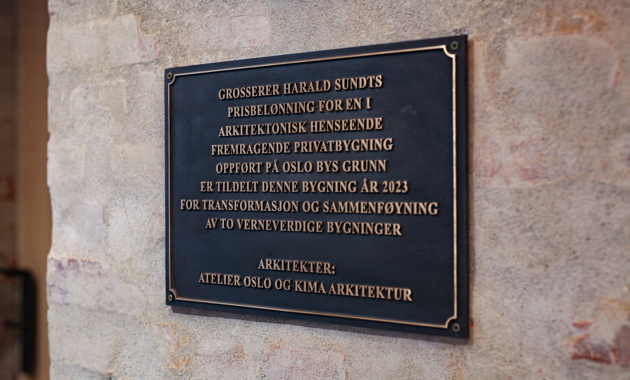 GROSSERER HARALD SUNDTS
PRISBELØNNING FOR EN I
ARKITEKTONISK HENSEENDE
FREMRAGENDE PRIVATBYGNING
OPPFØRT PÅ OSLO BYS GRUNN
ER TILDELT DENNE BYGNING ÅR 2023
FOR TRANSFORMASJON OG SAMMENFØYNING
AV TO VERNEVERDIGE BYGNINGER
ARKITEKTER:
ATELIER OSLO OG KIMA ARKITEKTUR